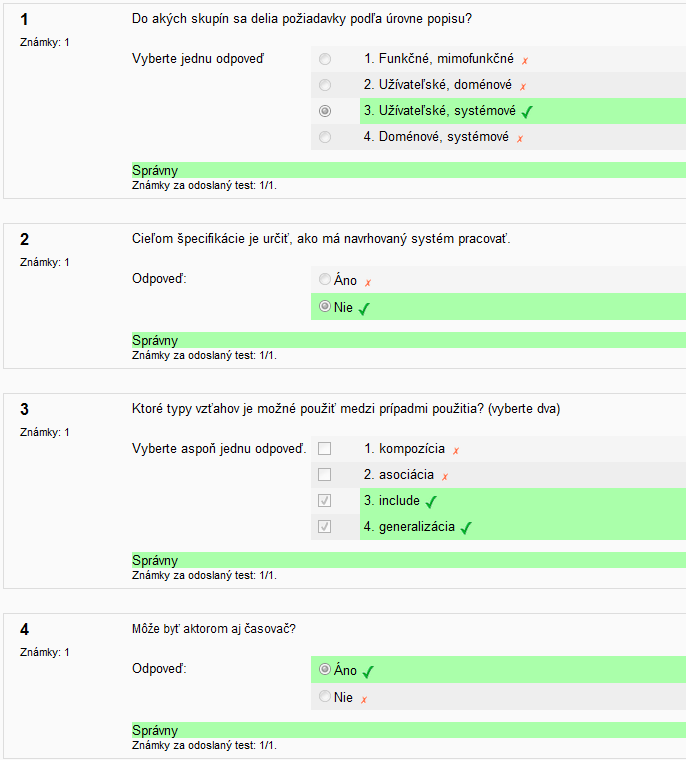 1
Do akých skupín sa delia požiadavky podľa úrovne popisu?
Známky: 1
Vyberte jednu odpoveď
1. Funkčné, mimofunkčné
2. Užívateľské, doménové
3. Užívateľské, systémové
4. Doménové, systémové
Správny
Známky za odoslaný test: 1/1.
2
Cieľom špecifikácie je určiť, ako má navrhovaný systém pracovať.
Známky: 1
Odpoveď:
Áno
Nie
Správny
Známky za odoslaný test: 1/1.
3
Ktoré typy vzťahov je možné použiť medzi prípadmi použitia? (vyberte dva)
Známky: 1
Vyberte aspoň jednu odpoveď.
1. kompozícia
2. asociácia
3. include
4. generalizácia
Správny
Známky za odoslaný test: 1/1.
4
Môže byť aktorom aj časovač?
Známky: 1
Odpoveď:
Áno
Nie
Správny
Známky za odoslaný test: 1/1.